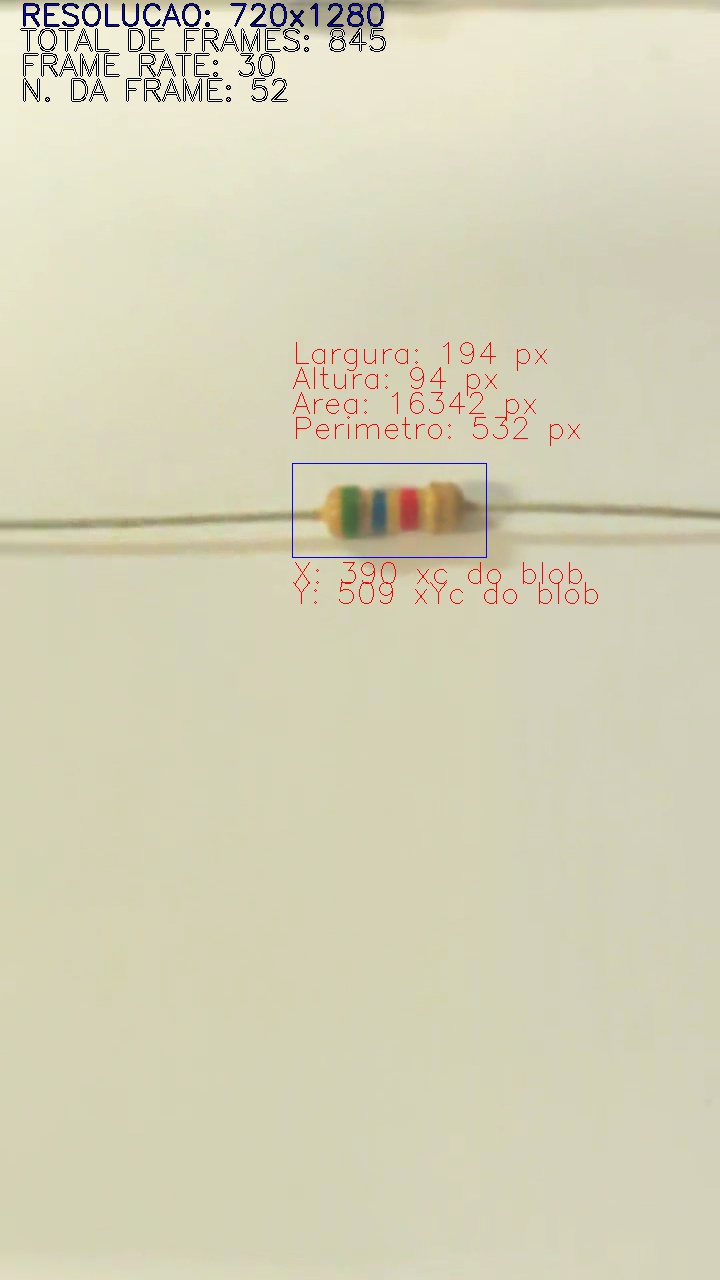 RESOLUCAO: 720x1280
TOTAL DE FRAMES: 845
FRAME RATE: 30
N. DA FRAME: 52
Largura: 194 px
Altura: 94 px
Area: 16342 px
Perimetro: 532 px
X: 390 xc do blob
Y: 509 xYc do blob